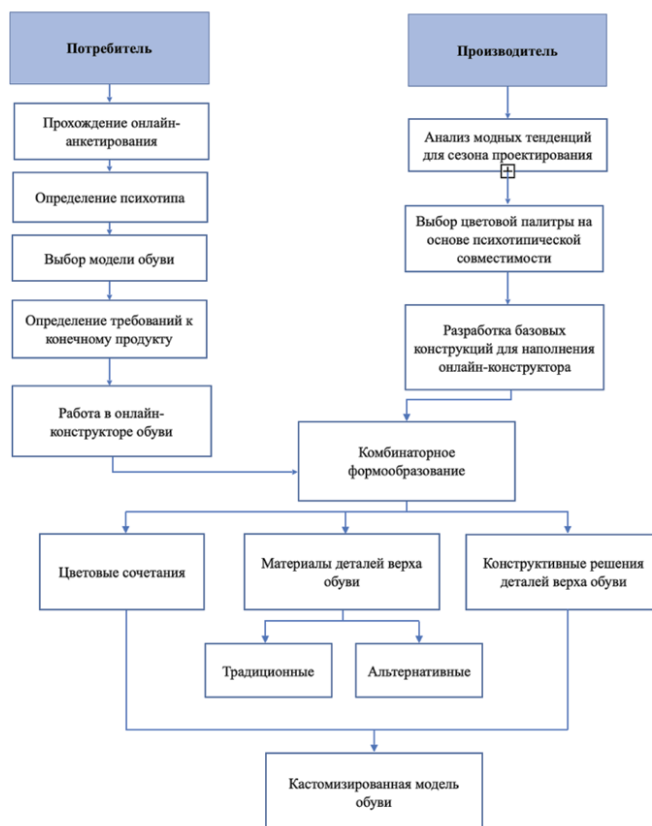 Потребитель
Производитель
Прохождение онлайн-
анкетирования
Определение психотипа
Выбор модели обуви
Определение требований к
конечному продукту
Работа в онлайн-
конструкторе обуви
Анализ модных тенденций
для сезона проектирования
Выбор цветовой палитры на
основе психотипической
совместимости
Разработка базовых
конструкций для наполнения
онлайн-конструктора
Комбинаторное
формообразование
Цветовые сочетания
Материалы деталей верха
обуви
Конструктивные решения
деталей верха обуви
Традиционные
Альтернативные
Кастомизированная модель
обуви